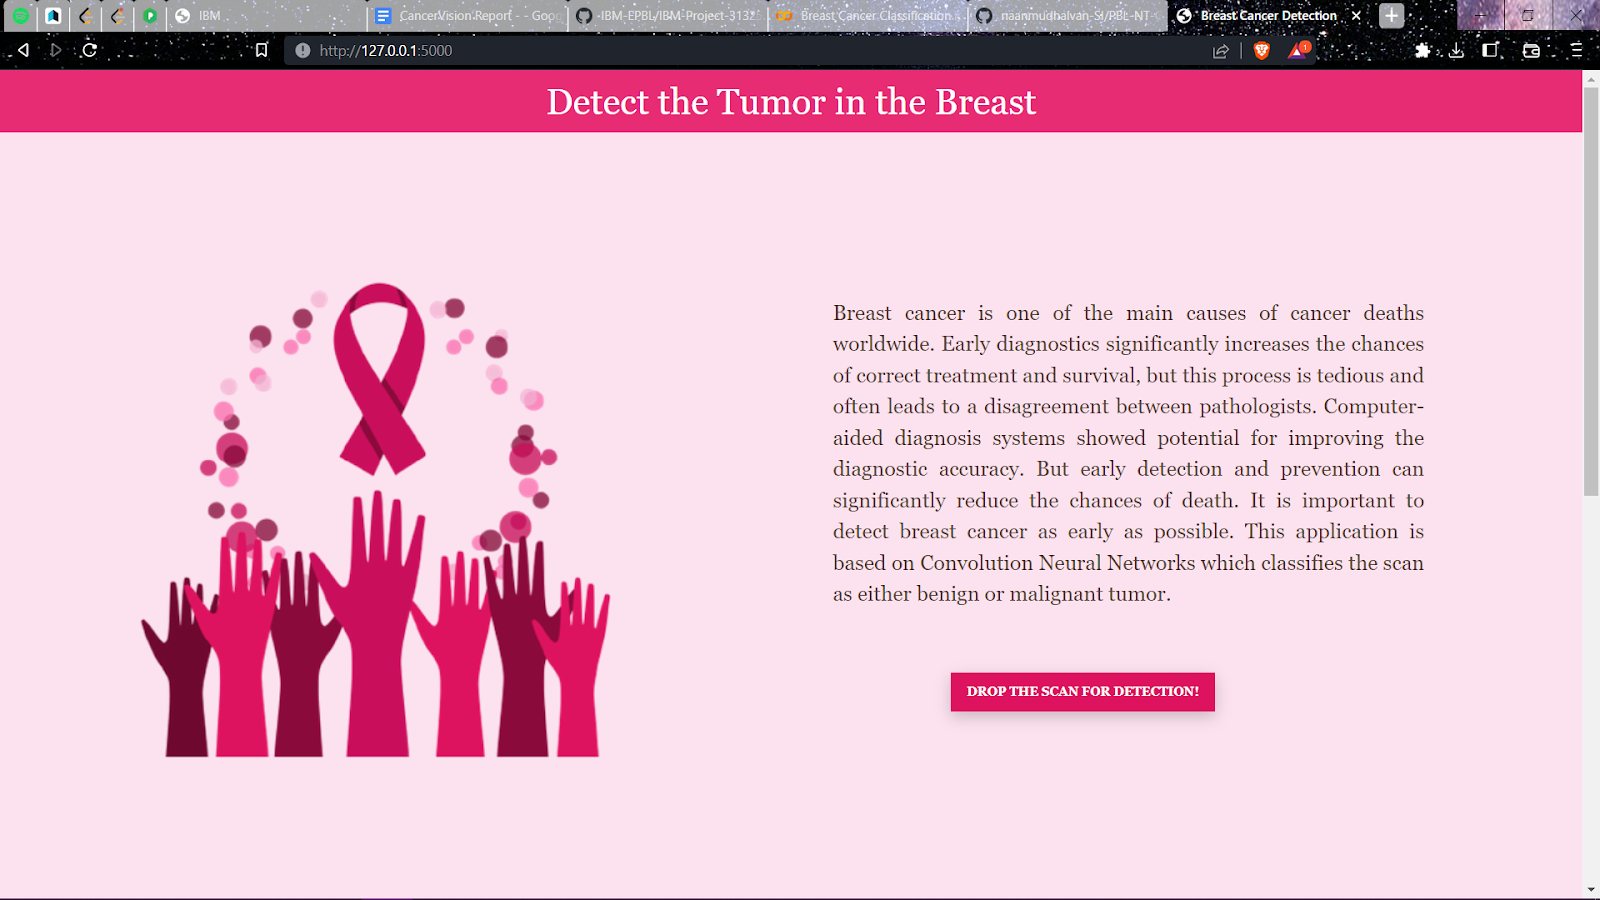 IBM
CancerVision Report - - Goog
-IBM-EPBL/IBM-Project-3132
Breast Cancer Classification
naanmudhalvan-SI/PBL-NT-
Breast Cancer Detection
http://127.0.0.1:5000
1
Detect the Tumor in the Breast
Breast cancer is one of the main causes of cancer deaths
worldwide. Early diagnostics significantly increases the chances
of correct treatment and survival, but this process is tedious and
often leads to a disagreement between pathologists. Computer-
aided diagnosis systems showed potential for improving the
diagnostic accuracy. But early detection and prevention can
significantly reduce the chances of death. It is important to
detect breast cancer as early as possible. This application is
based on Convolution Neural Networks which classifies the scan
as either benign or malignant tumor.
DROP THE SCAN FOR DETECTION!